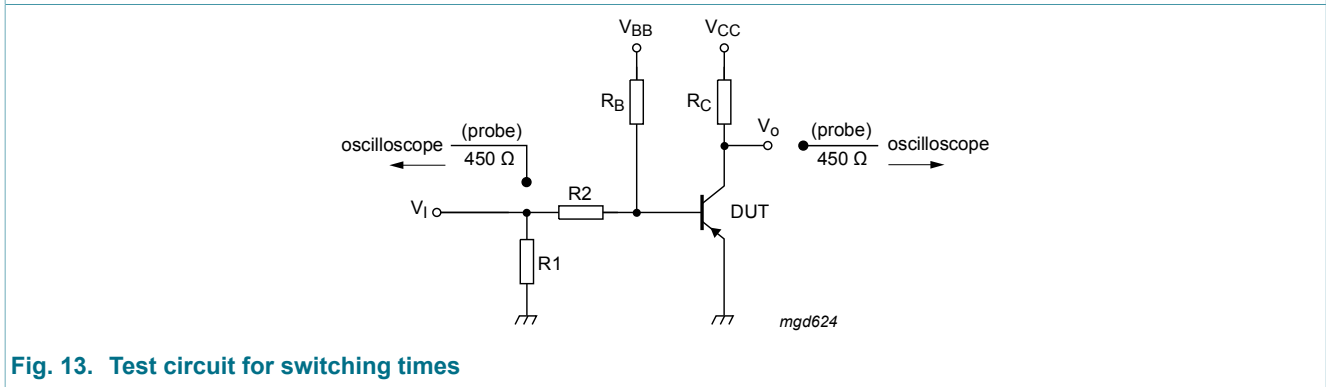 VBB
VCC
RB
RC
Vo
(probe)
450 Ω
oscilloscope
(probe)
450 Ω
oscilloscope
VI
R2
DUT
R1
mgd624
Fig. 13. Test circuit for switching times